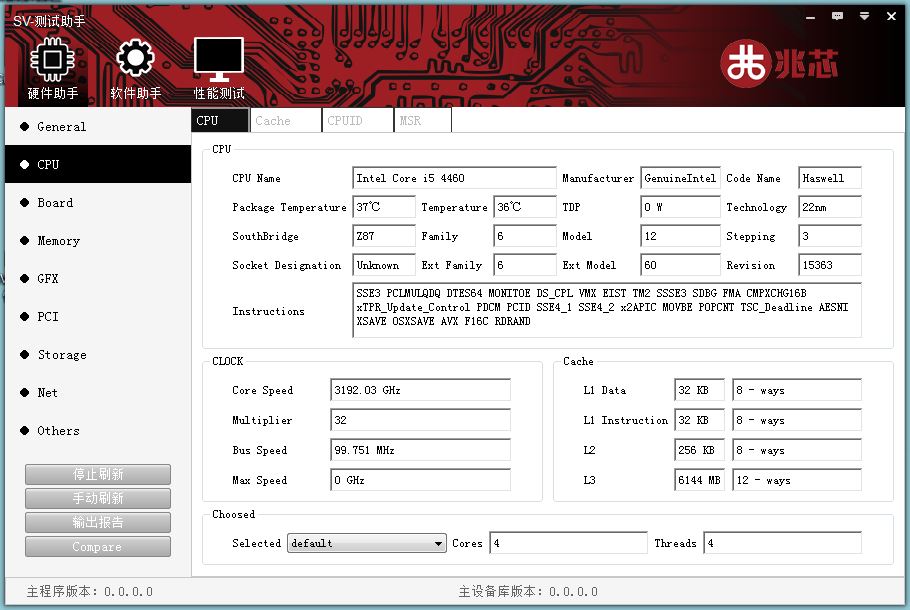 SV-测试助手
硬件助手 软件助手 性能测试 兆芯
CPU Cache CPUID MSR
General
CPU
Board
Memory
GFX
PCI
Storage
Net
Others
停止刷新
手动刷新
输出报告
Compare
CPU
CPU Name Intel Core i5 4460 Manufacturer GenuineIntel Code Name Haswell
Package Temperature 37℃ Temperature 36℃ TDP 0 W Technology 22nm
SouthBridge Z87 Family 6 Model 12 Stepping 3
Socket Designation Unknown Ext Family 6 Ext Model 60 Revision 15363
Instructions
SSE3 PCLMULQDQ DTES64 MONITOE DS_CPL VMX EIST TM2 SSSE3 SDBG FMA CMPXCHG16B
xTPR_Update_Control PDCM PCID SSE4_1 SSE4_2 x2APIC MOVBE POPCNT TSC_Deadline AESNI
XSAVE OSXSAVE AVX F16C RDRAND
CLOCK
Core Speed 3192.03 GHz
Multiplier 32
Bus Speed 99.751 MHz
Max Speed 0 GHz
Cache
L1 Data 32 KB 8 - ways
L1 Instruction 32 KB 8 - ways
L2 256 KB 8 - ways
L3 6144 MB 12 - ways
Choosed
Selected default Cores 4 Threads 4
主程序版本：0.0.0.0 主设备库版本：0.0.0.0